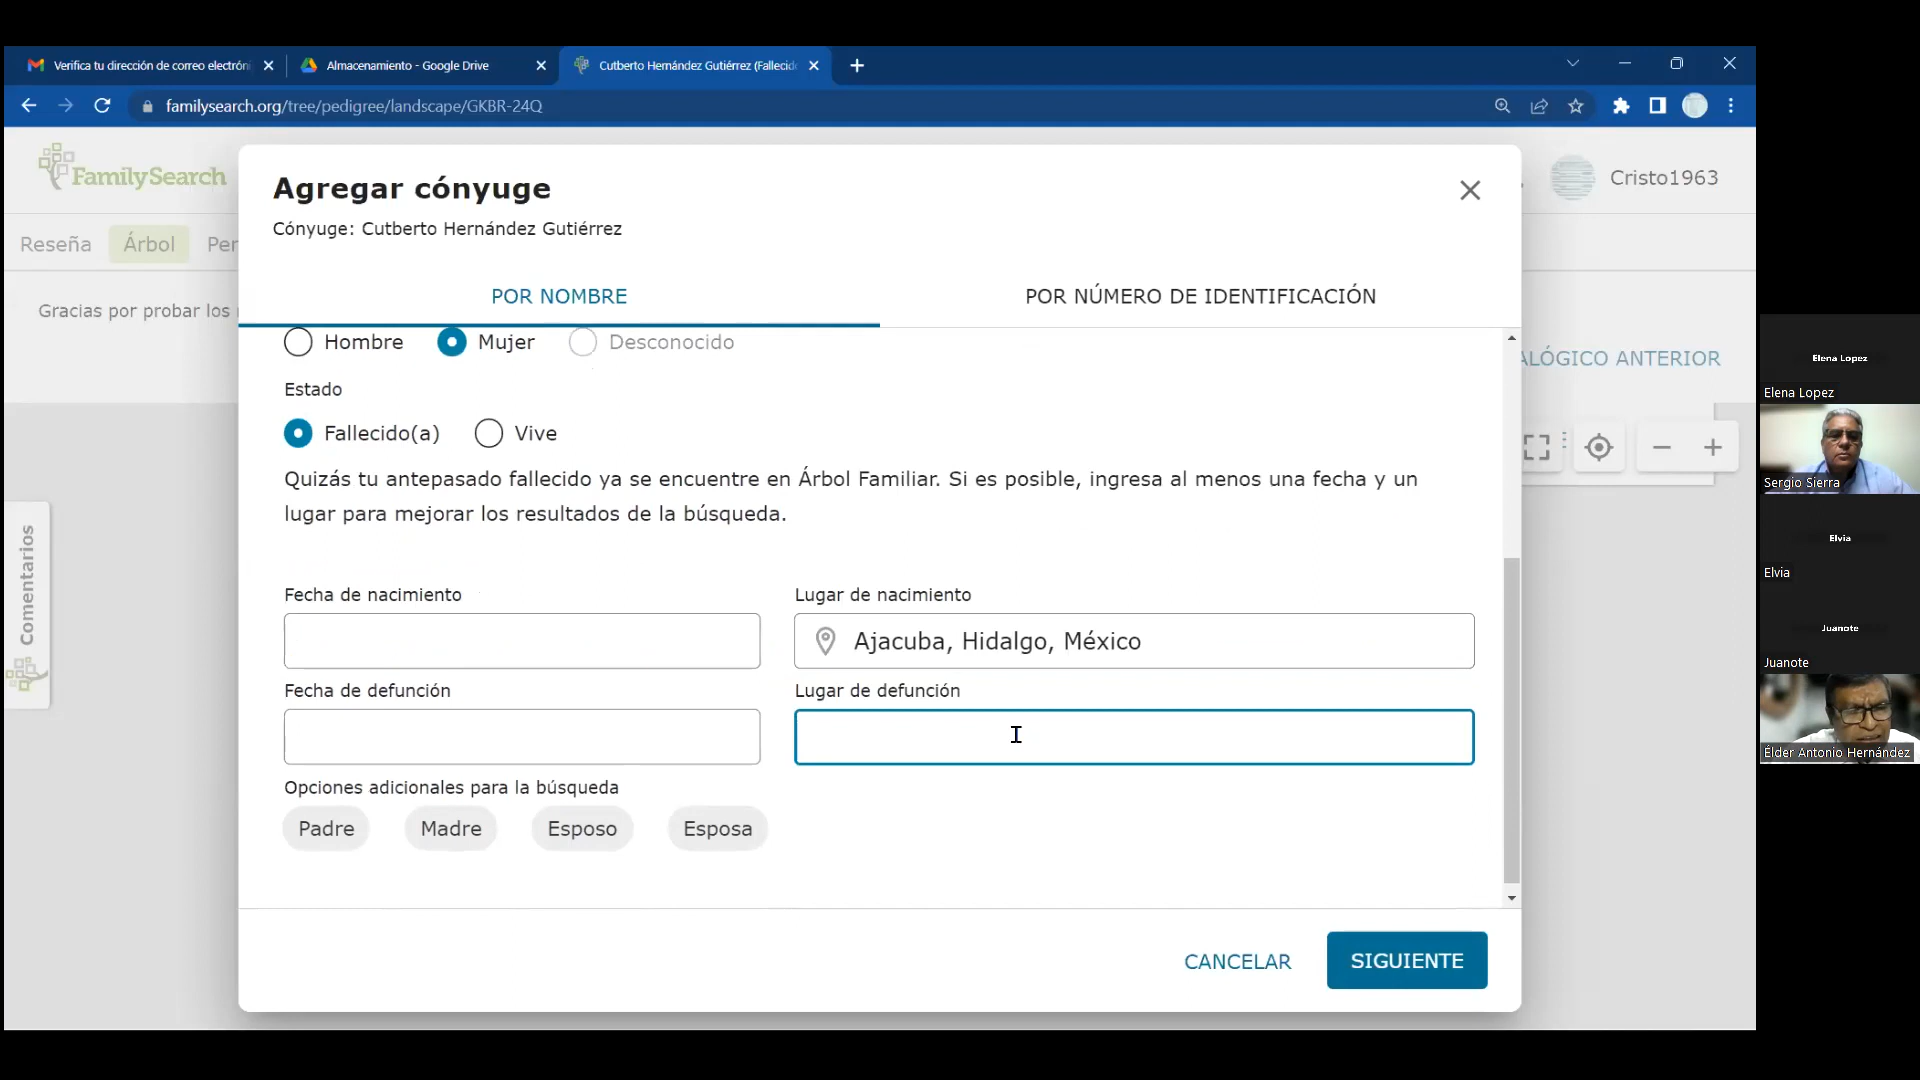 Verifica tu dirección de correo electróni
Almacenamiento - Google Drive
Cutberto Hernández Gutiérrez (Fallecid
familysearch.org/tree/pedigree/landscape/GKBR-24Q
FamilySearch
Cristo1963
Reseña
Árbol
Per
Gracias por probar los
ALÓGICO ANTERIOR
Comentarios
Agregar cónyuge
Cónyuge: Cutberto Hernández Gutiérrez
POR NOMBRE
POR NÚMERO DE IDENTIFICACIÓN
Hombre
Mujer
Desconocido
Estado
Fallecido(a)
Vive
Quizás tu antepasado fallecido ya se encuentre en Árbol Familiar. Si es posible, ingresa al menos una fecha y un
lugar para mejorar los resultados de la búsqueda.
Fecha de nacimiento
Lugar de nacimiento
Ajacuba, Hidalgo, México
Fecha de defunción
Lugar de defunción
Opciones adicionales para la búsqueda
Padre
Madre
Esposo
Esposa
CANCELAR
SIGUIENTE
Elena Lopez
Elena Lopez
Sergio Sierra
Elvia
Elvia
Juanote
Juanote
Élder Antonio Hernández